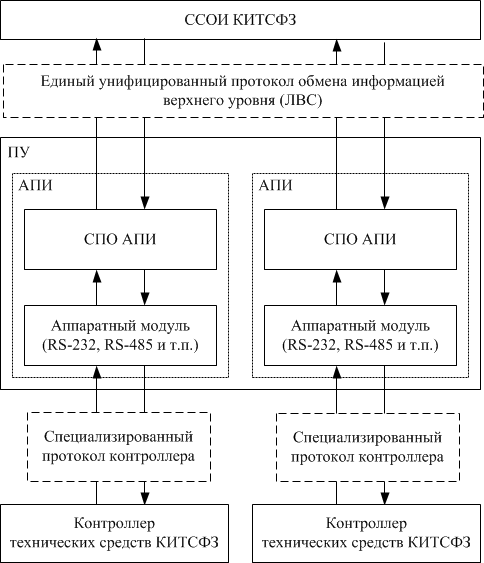 ССОИ КИТСФЗ
Единый унифицированный протокол обмена информацией
верхнего уровня (ЛВС)
ПУ
АПИ
СПО АПИ
Аппаратный модуль
(RS-232, RS-485 и т.п.)
АПИ
СПО АПИ
Аппаратный модуль
(RS-232, RS-485 и т.п.)
Специализированный
протокол контроллера
Специализированный
протокол контроллера
Контроллер
технических средств КИТСФЗ
Контроллер
технических средств КИТСФЗ